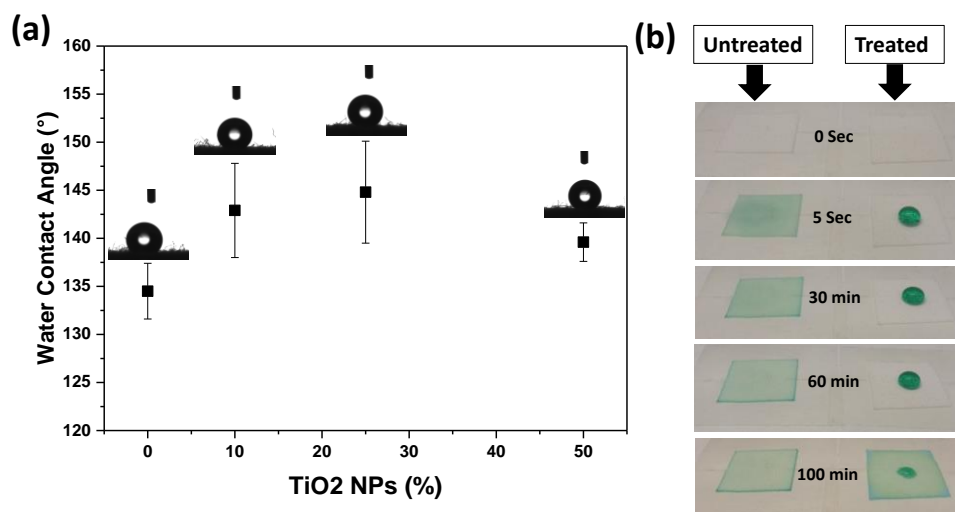 (a)
160
155
150
145
140
135
130
125
120
Water Contact Angle (°)
0
10
20
30
40
50
TiO2 NPs (%)
(b)
Untreated
Treated
0 Sec
5 Sec
30 min
60 min
100 min